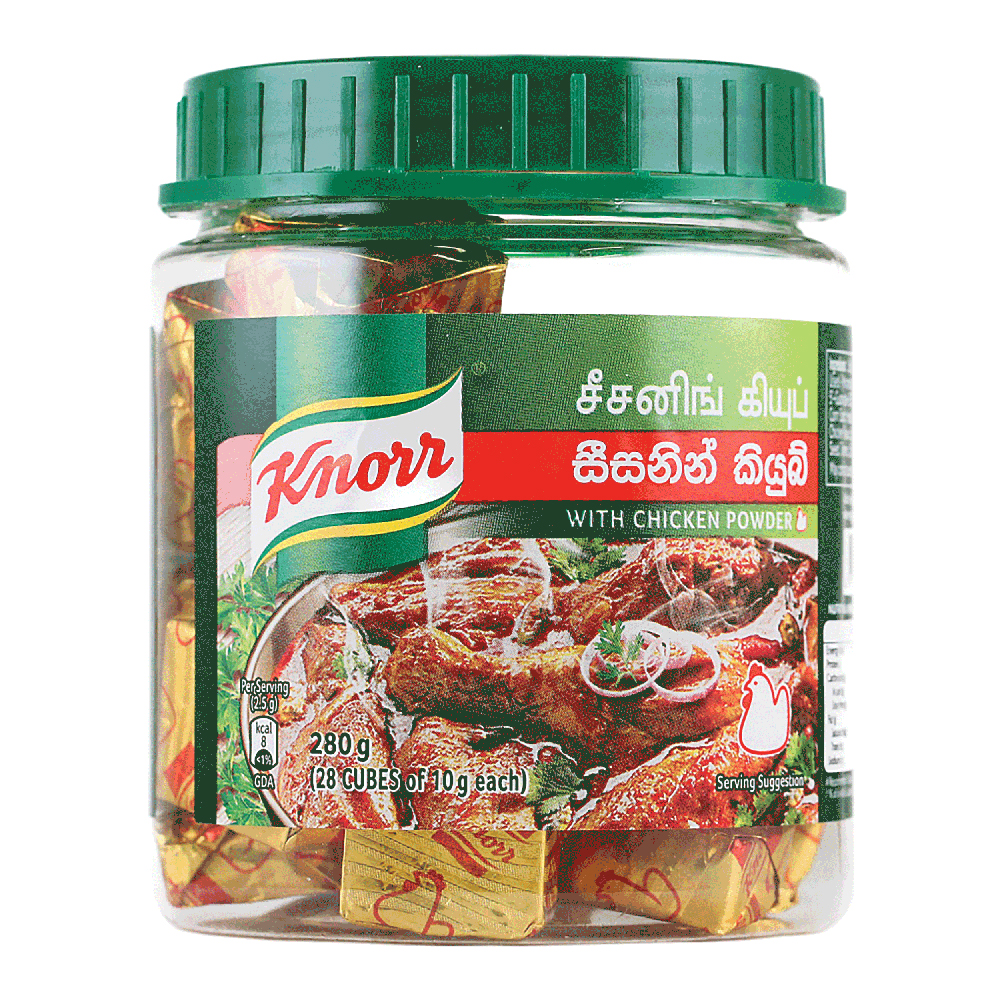 Knorr
®
சீசனிங் கியுப்
සීසනින් කියුබ්
WITH CHICKEN POWDER
Per Serving
(2.5 g)
kcal
8
<1%
GDA
280 g
(28 CUBES of 10 g each)
Serving Suggestion
Knorr